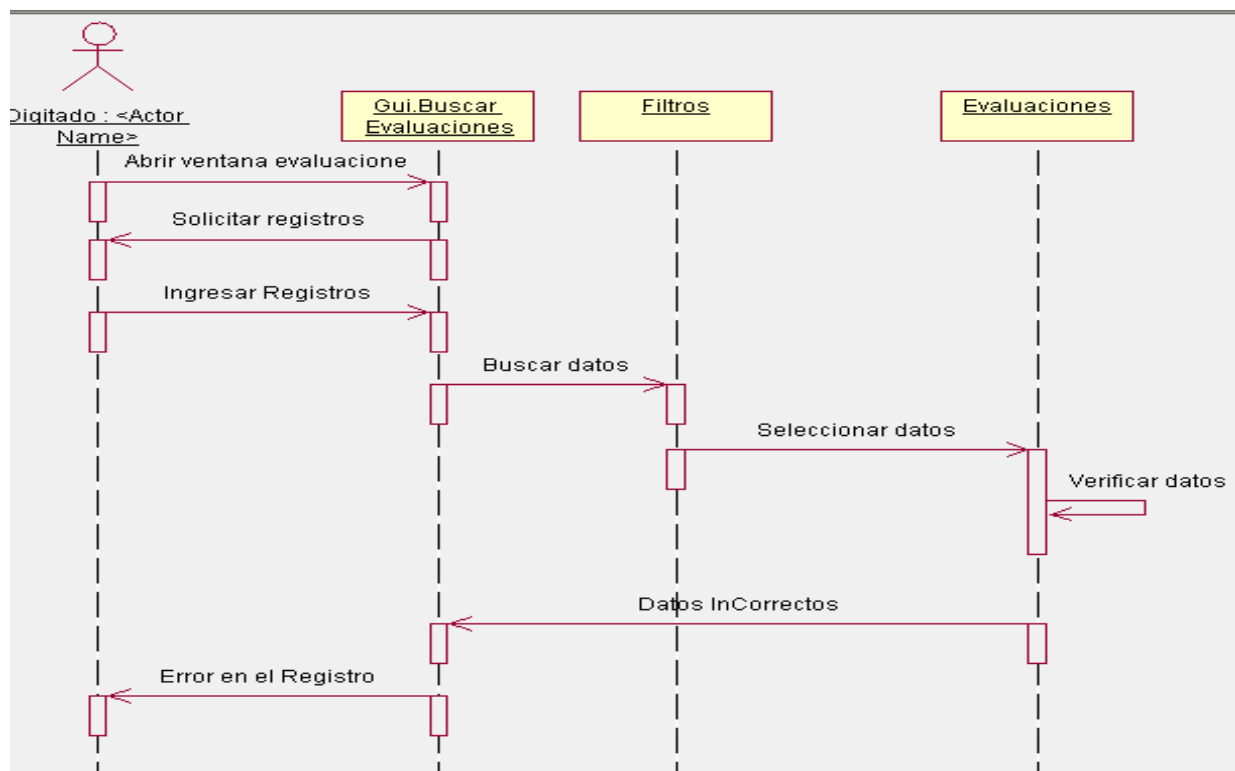 Digitado : <Actor
Name>
Gui.Buscar
Evaluaciones
Filtros
Evaluaciones
Abrir ventana evaluacione
Solicitar registros
Ingresar Registros
Buscar datos
Seleccionar datos
Verificar datos
Datos InCorrectos
Error en el Registro